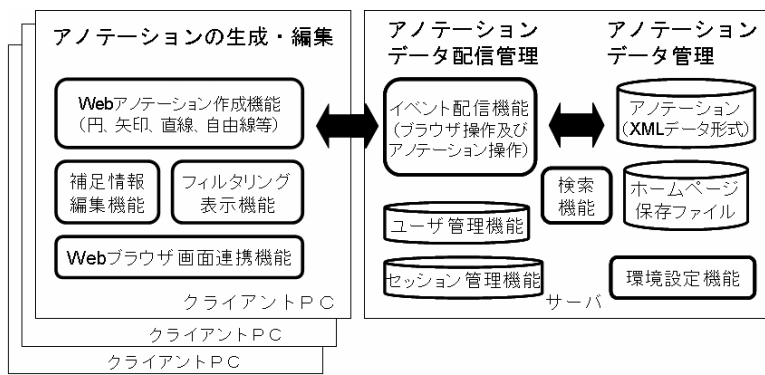 アノテーションの生成・編集
Webアノテーション作成機能
（円、矢印、直線、自由線等）
補足情報
編集機能
フィルタリング
表示機能
Webブラウザ画面連携機能
クライアントＰＣ
クライアントＰＣ
クライアントＰＣ
アノテーション
データ配信管理
イベント配信機能
（ブラウザ操作及び
アノテーション操作）
ユーザ管理機能
セッション管理機能
アノテーション
データ管理
アノテーション
（XMLデータ形式）
検索
機能
ホームページ
保存ファイル
環境設定機能
サーバ